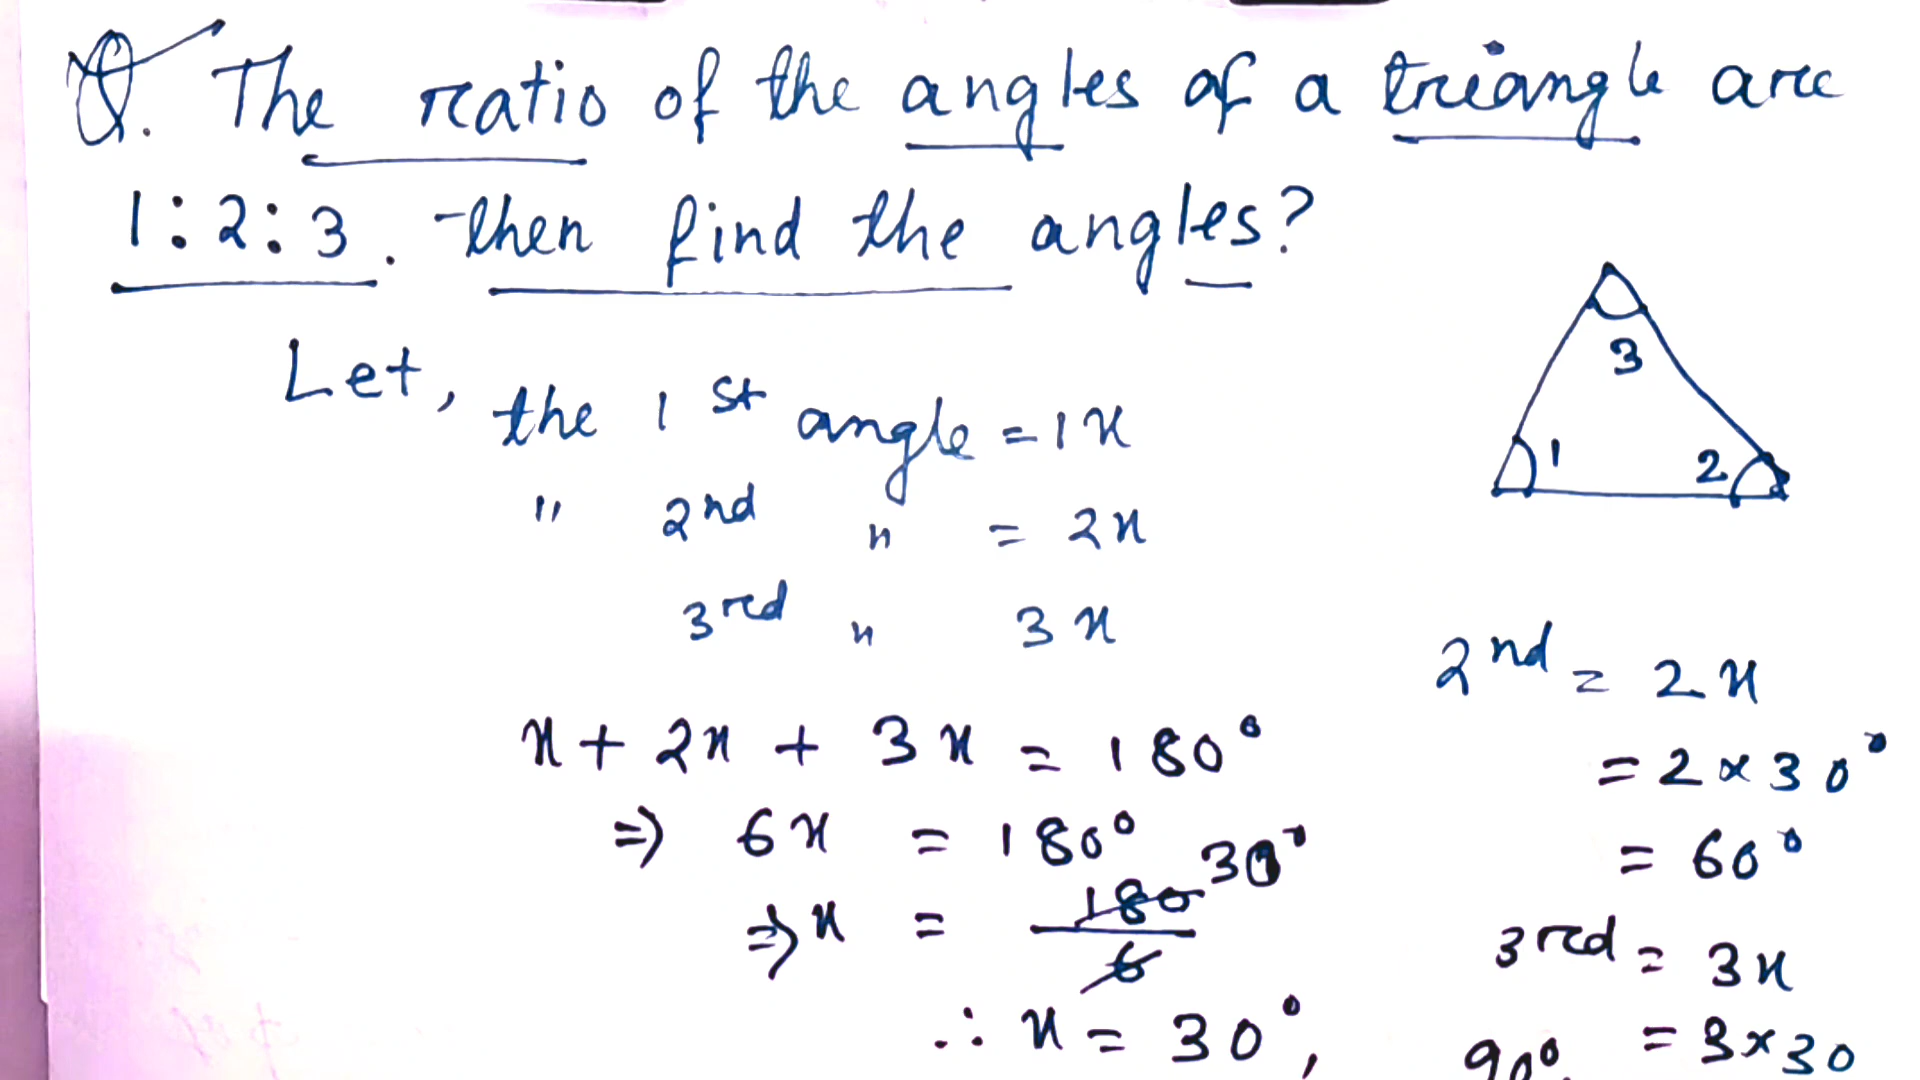 Q. The ratio of the angles of a triangle are
1:2:3. then find the angles?
Let, the 1st angle = 1x
" 2nd " = 2x
3rd " 3x
3
1 2
x + 2x + 3x = 180°
=> 6x = 180°
=> x = 180/6 30°
∴ x = 30°,
2nd = 2x
= 2 × 30°
= 60°
3rd = 3x
= 3×30
90°